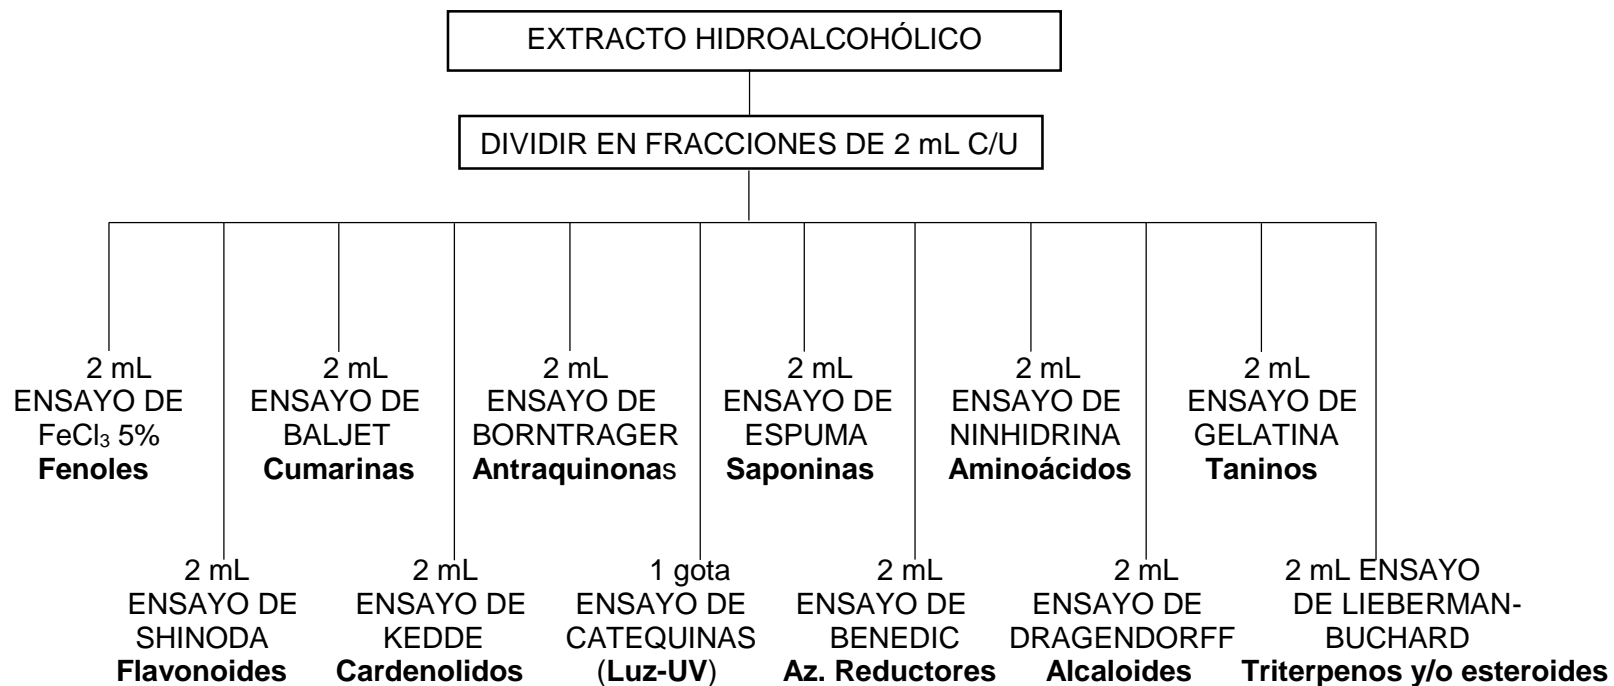 EXTRACTO HIDROALCOHÓLICO
DIVIDIR EN FRACCIONES DE 2 mL C/U
2 mL
ENSAYO DE
FeCl₃ 5%
Fenoles
2 mL
ENSAYO DE
BALJET
Cumarinas
2 mL
ENSAYO DE
BORNTRAGER
Antraquinonas
2 mL
ENSAYO DE
ESPUMA
Saponinas
2 mL
ENSAYO DE
NINHIDRINA
Aminoácidos
2 mL
ENSAYO DE
GELATINA
Taninos
2 mL
ENSAYO DE
SHINODA
Flavonoides
2 mL
ENSAYO DE
KEDDE
Cardenolidos
1 gota
ENSAYO DE
CATEQUINAS
(Luz-UV)
2 mL
ENSAYO DE
BENEDIC
Az. Reductores
2 mL
ENSAYO DE
DRAGENDORFF
Alcaloides
2 mL ENSAYO
DE LIEBERMAN-
BUCHARD
Triterpenos y/o esteroides